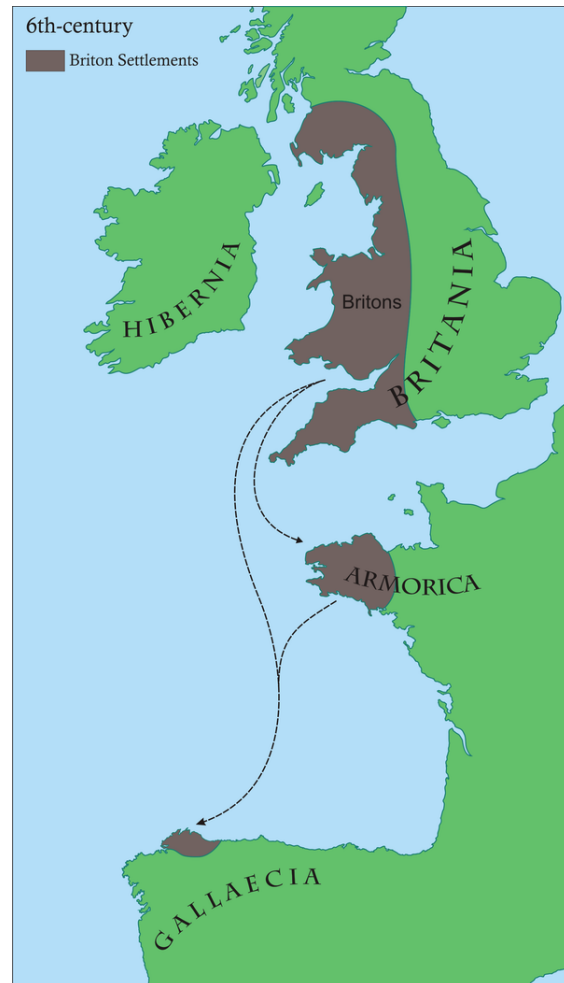 6th-century
Briton Settlements
HIBERNIA
Britons
BRITANIA
ARMORICA
GALLAECIA